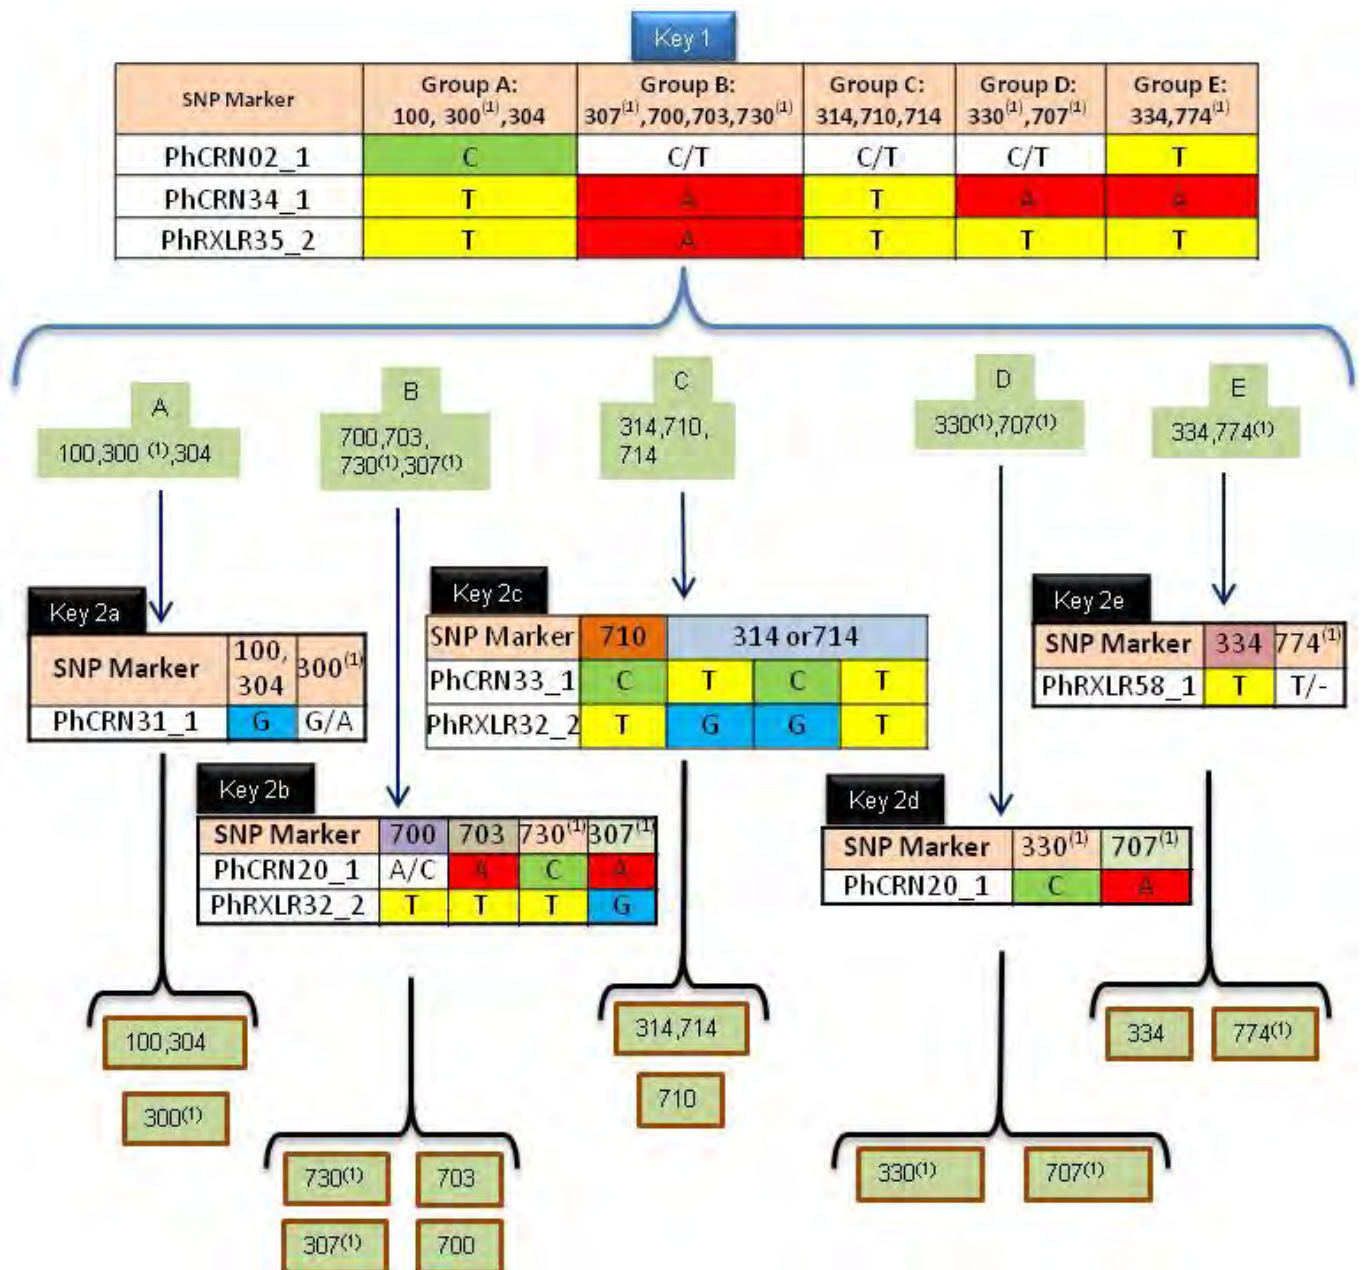 Key 1
SNP Marker Group A: Group B: Group C: Group D: Group E:
100, 300(1),304 307(1),700,703,730(1) 314,710,714 330(1),707(1) 334,774(1)
PhCRN02_1 C C/T C/T C/T T
PhCRN34_1 T A T A A
PhRXLR35_2 T A T T T
A
100,300 (1),304
B
700,703,
730(1),307(1)
C
314,710,
714
D
330(1),707(1)
E
334,774(1)
Key 2a
SNP Marker 100, 304 300(1)
PhCRN31_1 G G/A
Key 2c
SNP Marker 710 314 or714
PhCRN33_1 C T C T
PhRXLR32_2 T G G T
Key 2e
SNP Marker 334 774(1)
PhRXLR58_1 T T/-
Key 2b
SNP Marker 700 703 730(1) 307(1)
PhCRN20_1 A/C A C A
PhRXLR32_2 T T T G
Key 2d
SNP Marker 330(1) 707(1)
PhCRN20_1 C A
100,304
300(1)
730(1) 703
307(1) 700
314,714
710
330(1) 707(1)
334 774(1)